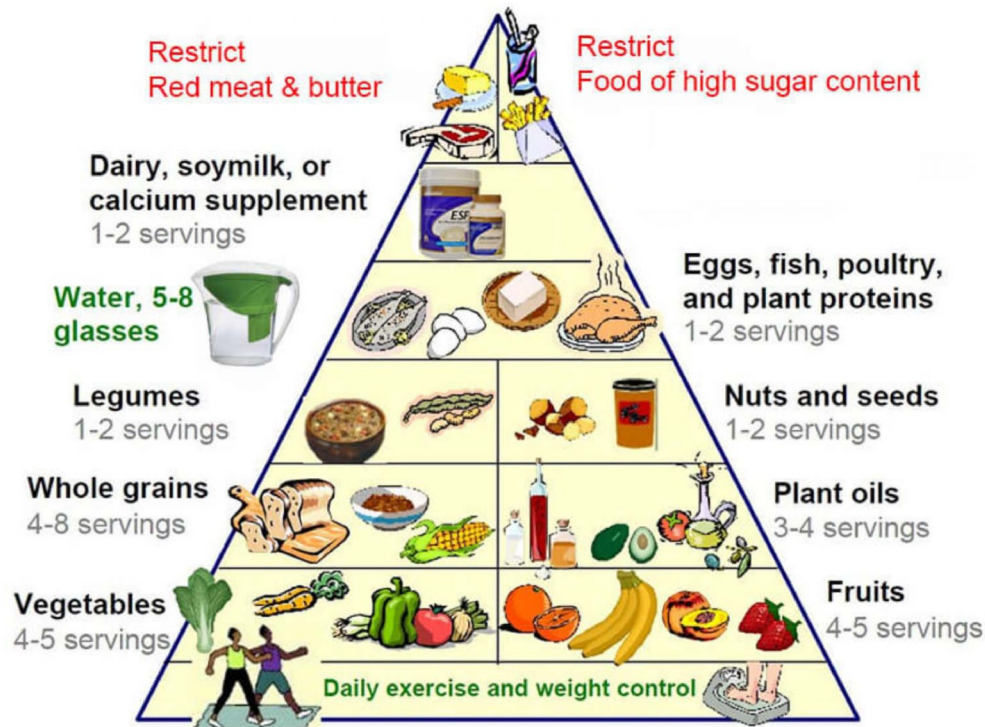 Restrict
Red meat & butter
Restrict
Food of high sugar content
Dairy, soymilk, or
calcium supplement
1-2 servings
Water, 5-8
glasses
Eggs, fish, poultry,
and plant proteins
1-2 servings
Legumes
1-2 servings
Nuts and seeds
1-2 servings
Whole grains
4-8 servings
Plant oils
3-4 servings
Vegetables
4-5 servings
Fruits
4-5 servings
Daily exercise and weight control